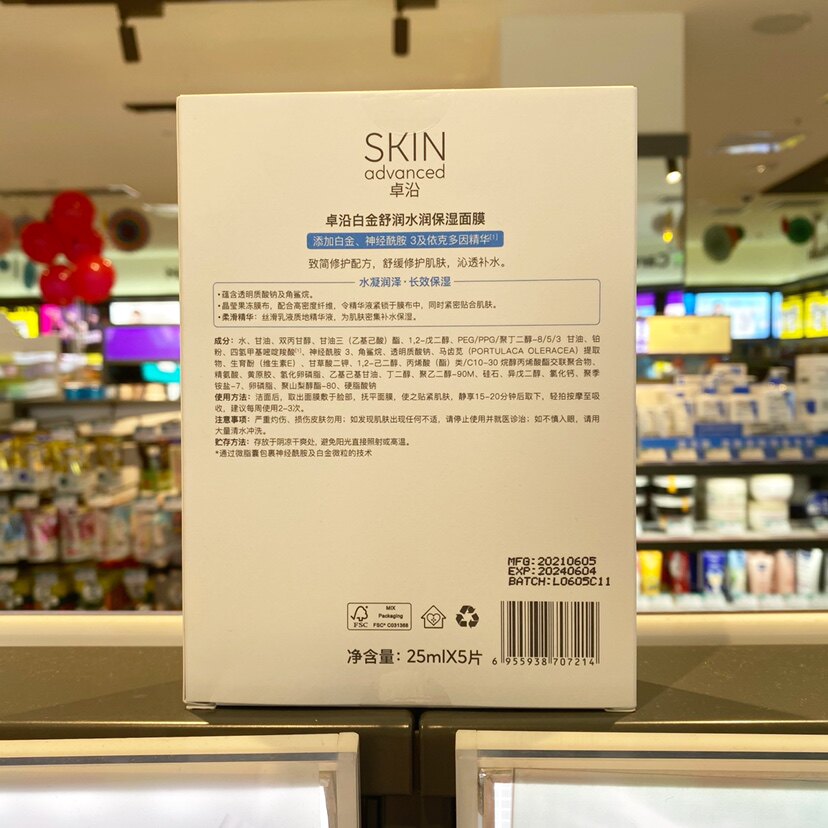 SKIN
advanced
卓沿
卓沿白金舒润水润保湿面膜
添加白金、神经酰胺 3及依克多因精华[1]
致简修护配方，舒缓修护肌肤，沁透补水。
水凝润泽·长效保湿
•蕴含透明质酸钠及角鲨烷。
•晶莹果冻膜布，配合高密度纤维，令精华液紧锁于膜布中，同时紧密贴合肌肤。
•柔滑精华：丝滑乳液质地精华液，为肌肤密集补水保湿。
成分：水、甘油、双丙甘醇、甘油三（乙基己酸）酯、1,2-戊二醇、PEG/PPG/聚丁二醇-8/5/3 甘油、铂
粉、四氢甲基嘧啶羧酸[1]、神经酰胺 3、角鲨烷、透明质酸钠、马齿苋（PORTULACA OLERACEA）提取
物、生育酚（维生素E）、甘草酸二钾、1,2-己二醇、丙烯酸（酯）类/C10-30 烷醇丙烯酸酯交联聚合物、
精氨酸、黄原胶、氢化卵磷脂、乙基己基甘油、丁二醇、聚乙二醇-90M、硅石、异戊二醇、氯化钙、聚季
铵盐-7、卵磷脂、聚山梨醇酯-80、硬脂酸钠
使用方法：洁面后，取出面膜敷于脸部，抚平面膜，使之贴紧肌肤，静享15-20分钟后取下，轻拍按摩至吸
收，建议每周使用2-3次。
注意事项：严重灼伤、损伤皮肤勿用；如发现肌肤出现任何不适，请停止使用并就医诊治；如不慎入眼，请用
大量清水冲洗。
贮存方法：存放于阴凉干爽处，避免阳光直接照射或高温。
*通过微脂囊包裹神经酰胺及白金微粒的技术
MFG:20210605
EXP:20240604
BATCH:L0605C11
FSC
MIX
Packaging
FSC® C031366
净含量：25mlX5片
6 955938 707214